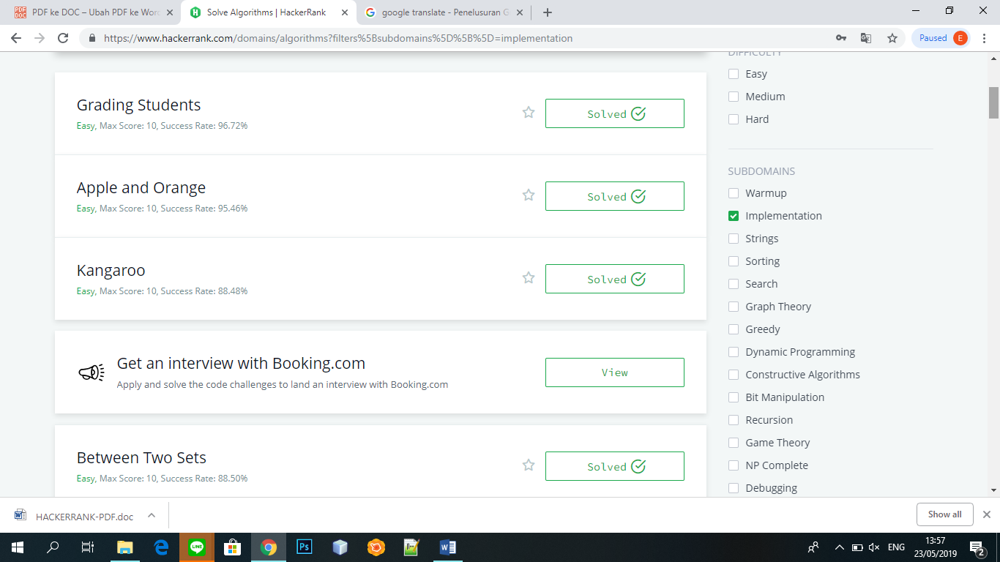 PDF ke DOC – Ubah PDF ke Word
Solve Algorithms | HackerRank
google translate - Penelusuran G
https://www.hackerrank.com/domains/algorithms?filters%5Bsubdomains%5D%5B%5D=implementation
Paused E
Grading Students
Easy, Max Score: 10, Success Rate: 96.72%
Solved
Apple and Orange
Easy, Max Score: 10, Success Rate: 95.46%
Solved
Kangaroo
Easy, Max Score: 10, Success Rate: 88.48%
Solved
Get an interview with Booking.com
Apply and solve the code challenges to land an interview with Booking.com
View
Between Two Sets
Easy, Max Score: 10, Success Rate: 88.50%
Solved
DIFFICULTY
Easy
Medium
Hard
SUBDOMAINS
Warmup
Implementation
Strings
Sorting
Search
Graph Theory
Greedy
Dynamic Programming
Constructive Algorithms
Bit Manipulation
Recursion
Game Theory
NP Complete
Debugging
HACKERRANK-PDF.doc
Show all
LINE
Ps
ENG
13:57
23/05/2019
2